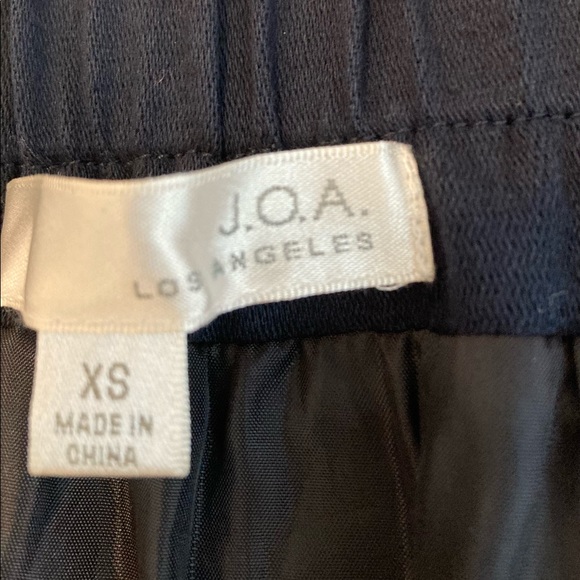 J.O.A.
LOS ANGELES
XS
MADE IN
CHINA